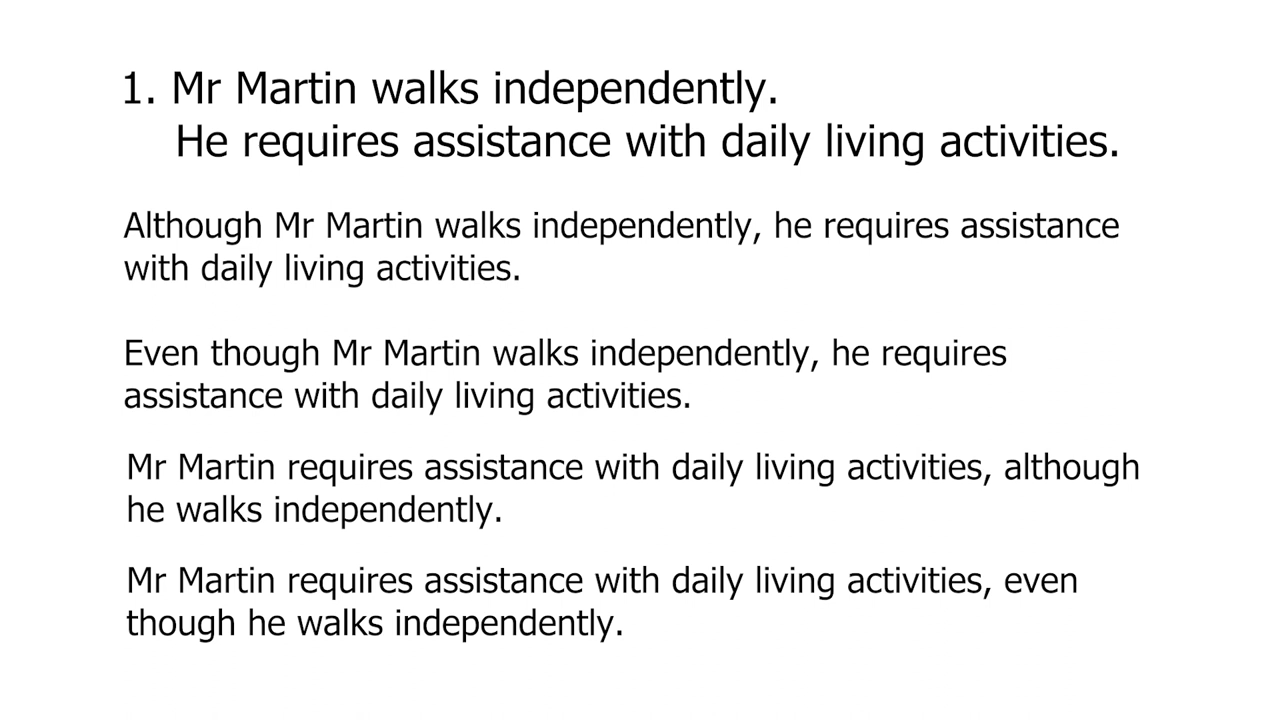 1. Mr Martin walks independently.
He requires assistance with daily living activities.
Although Mr Martin walks independently, he requires assistance
with daily living activities.
Even though Mr Martin walks independently, he requires
assistance with daily living activities.
Mr Martin requires assistance with daily living activities, although
he walks independently.
Mr Martin requires assistance with daily living activities, even
though he walks independently.